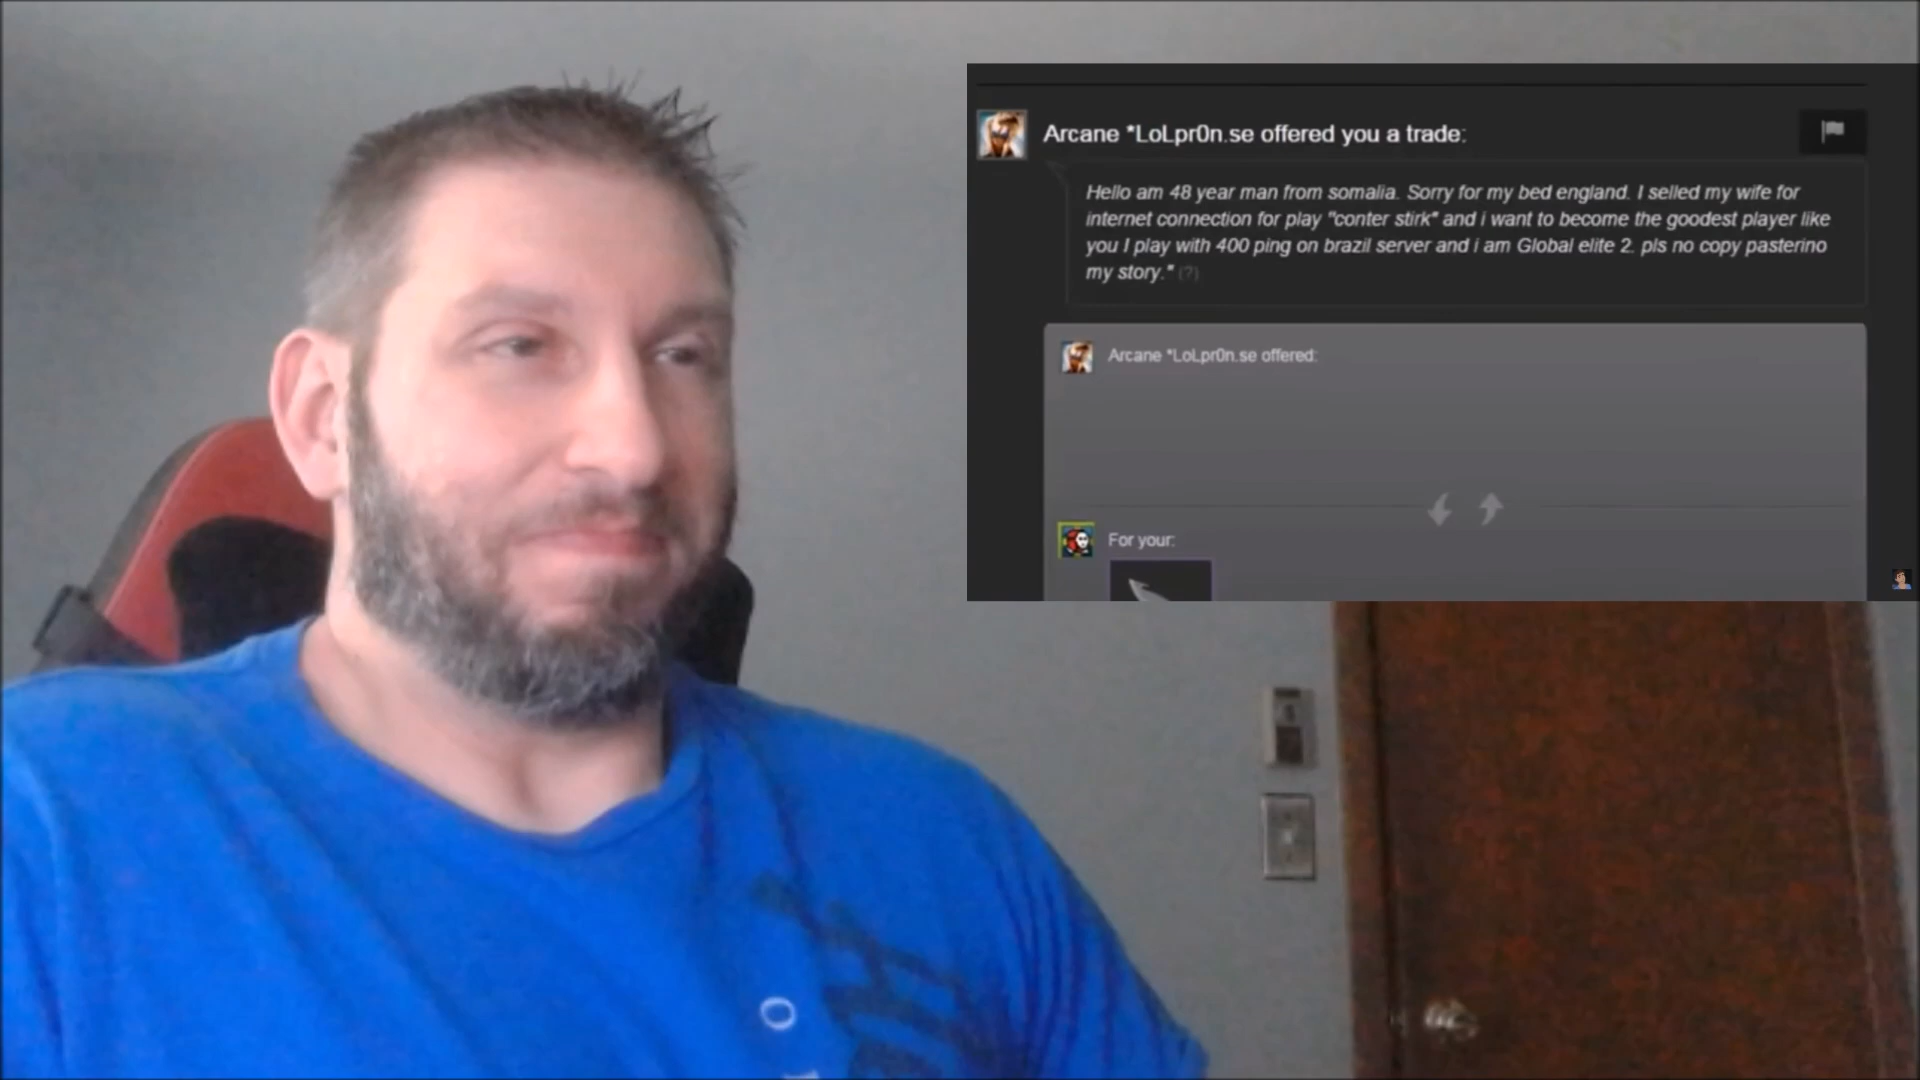 Arcane *LoLpr0n.se offered you a trade:
Hello am 48 year man from somalia. Sorry for my bed england. I selled my wife for
internet connection for play "conter stirk" and i want to become the goodest player like
you I play with 400 ping on brazil server and i am Global elite 2. pls no copy pasterino
my story." (?)
Arcane *LoLpr0n.se offered:
For your:
O